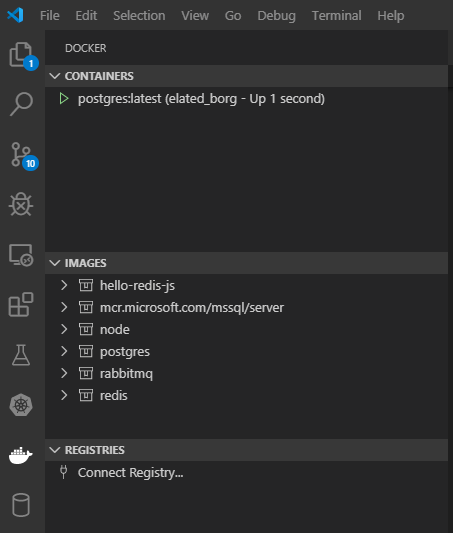 File Edit Selection View Go Debug Terminal Help
DOCKER
CONTAINERS
postgres:latest (elated_borg - Up 1 second)
IMAGES
hello-redis-js
mcr.microsoft.com/mssql/server
node
postgres
rabbitmq
redis
REGISTRIES
Connect Registry...
1
10